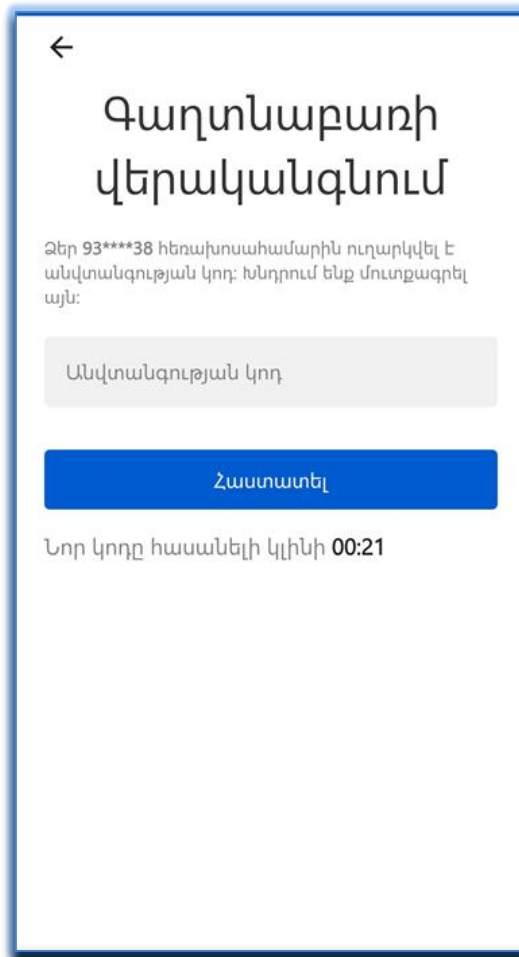 Գաղտնաբառի
վերականգնում
Ձեր 93****38 հեռախոսահամարին ուղարկվել է
անվտանգության կոդ: Խնդրում ենք մուտքագրել
այն:
Անվտանգության կոդ
Հաստատել
Նոր կոդը հասանելի կլինի 00:21